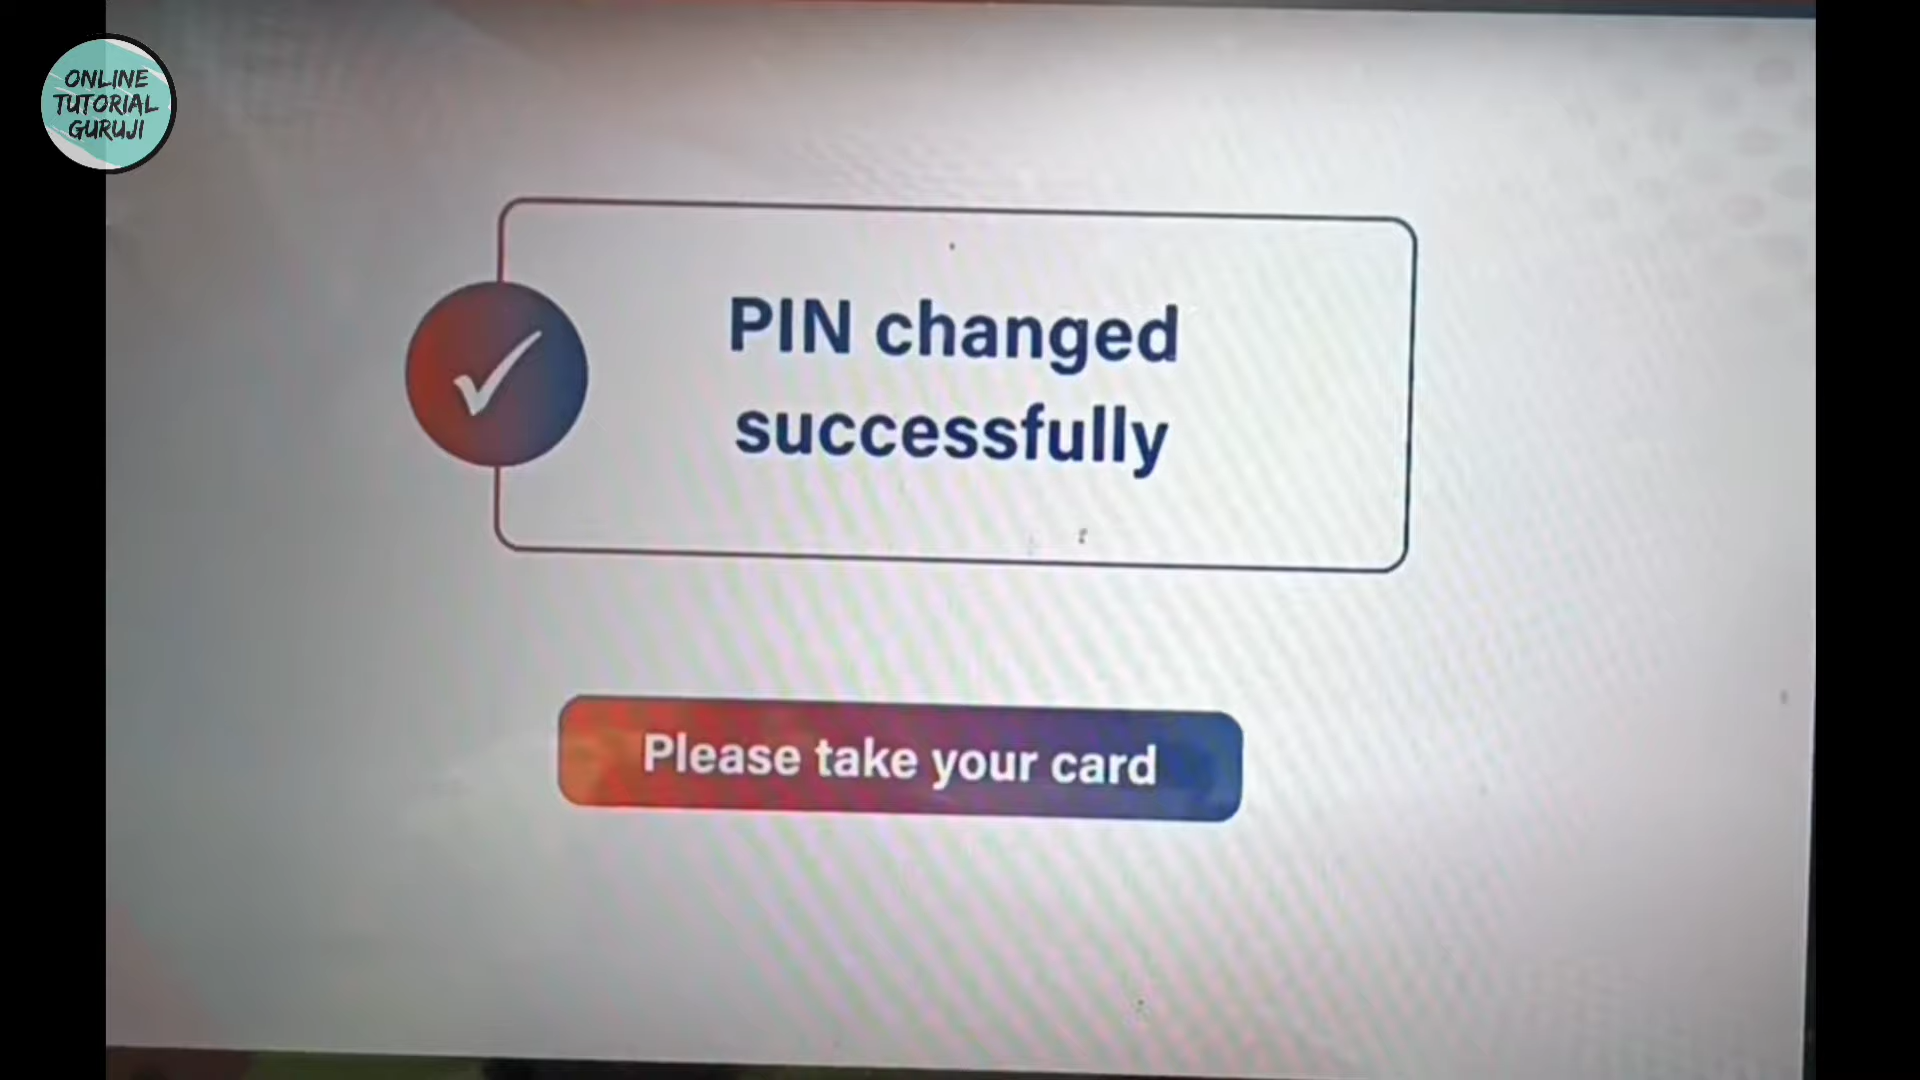 ONLINE
TUTORIAL
GURUJI
PIN changed
successfully
Please take your card